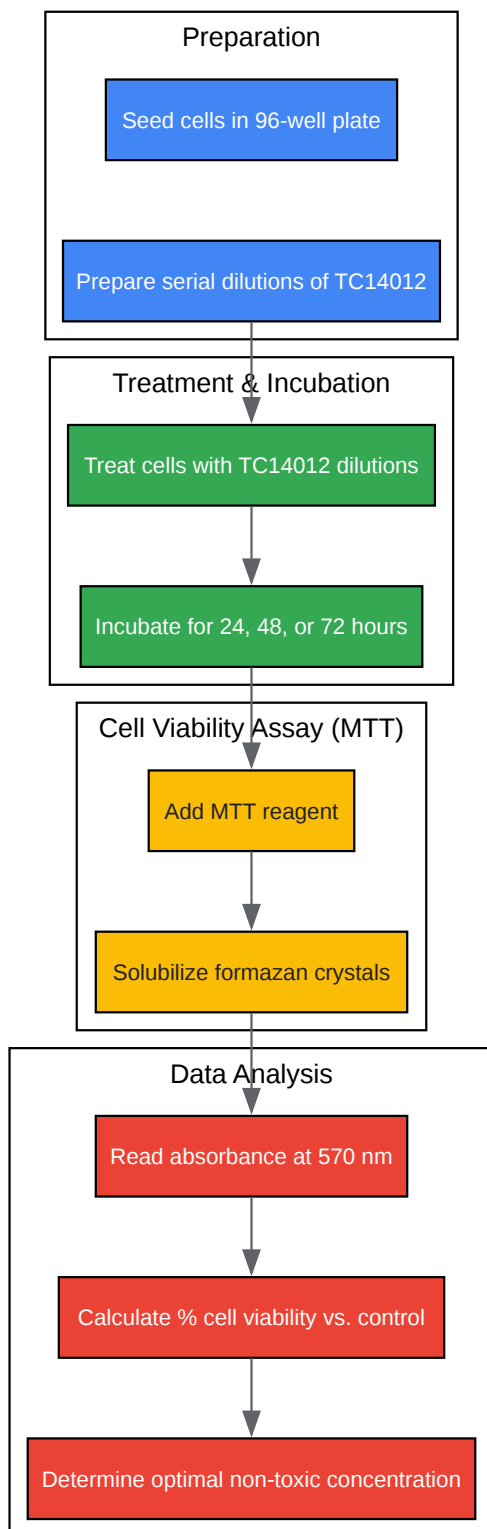 Preparation
Seed cells in 96-well plate
Prepare serial dilutions of TC14012
Treatment & Incubation
Treat cells with TC14012 dilutions
Incubate for 24, 48, or 72 hours
Cell Viability Assay (MTT)
Add MTT reagent
Solubilize formazan crystals
Data Analysis
Read absorbance at 570 nm
Calculate % cell viability vs. control
Determine optimal non-toxic concentration